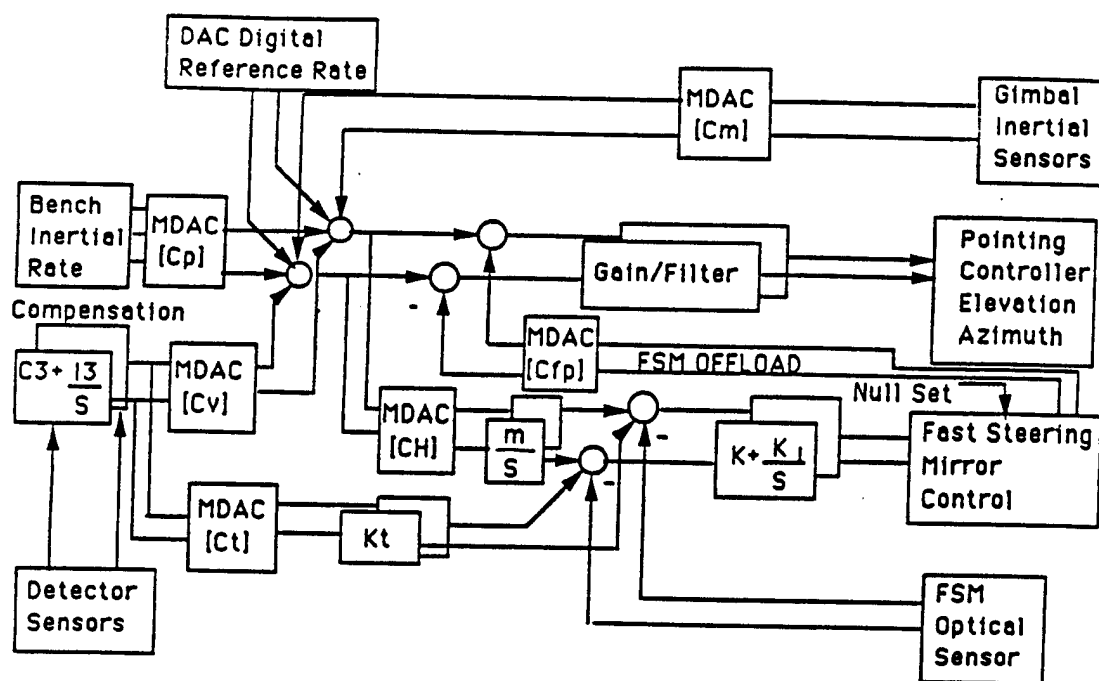 DAC Digital
Reference Rate
MDAC
[Cm]
Gimbal
Inertial
Sensors
Bench
Inertial
Rate
MDAC
[Cp]
Gain/Filter
Pointing
Controller
Elevation
Azimuth
-
Compensation
C3+ I3
S
MDAC
[Cv]
MDAC
[Cfp]
FSM OFFLOAD
Null Set
MDAC
[CH]
m
S
-
-
K+ K I
S
Fast Steering
Mirror
Control
MDAC
[Ct]
Kt
Detector
Sensors
FSM
Optical
Sensor